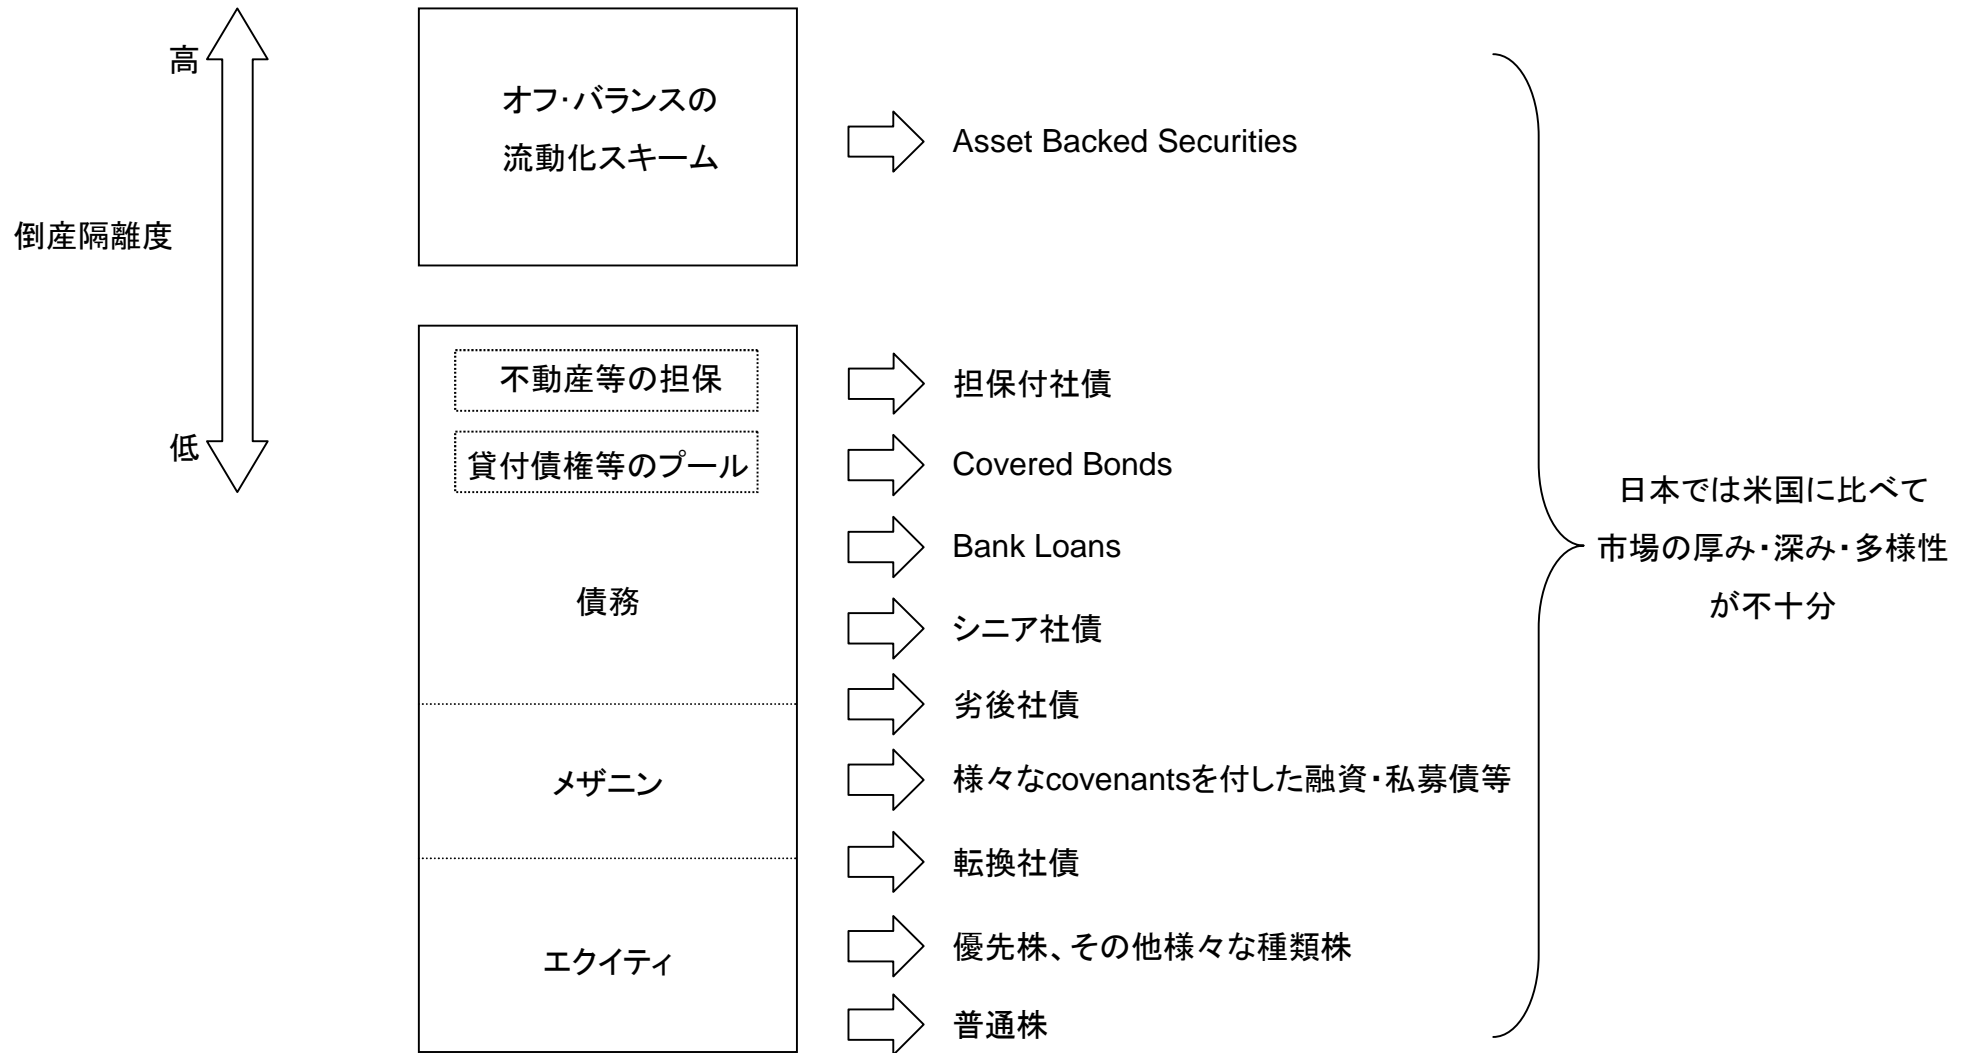 高
倒産隔離度
低
オフ・バランスの
流動化スキーム
Asset Backed Securities
不動産等の担保
担保付社債
貸付債権等のプール
Covered Bonds
Bank Loans
債務
シニア社債
劣後社債
メザニン
様々なcovenantsを付した融資・私募債等
転換社債
エクイティ
優先株、その他様々な種類株
普通株
日本では米国に比べて
市場の厚み・深み・多様性
が不十分